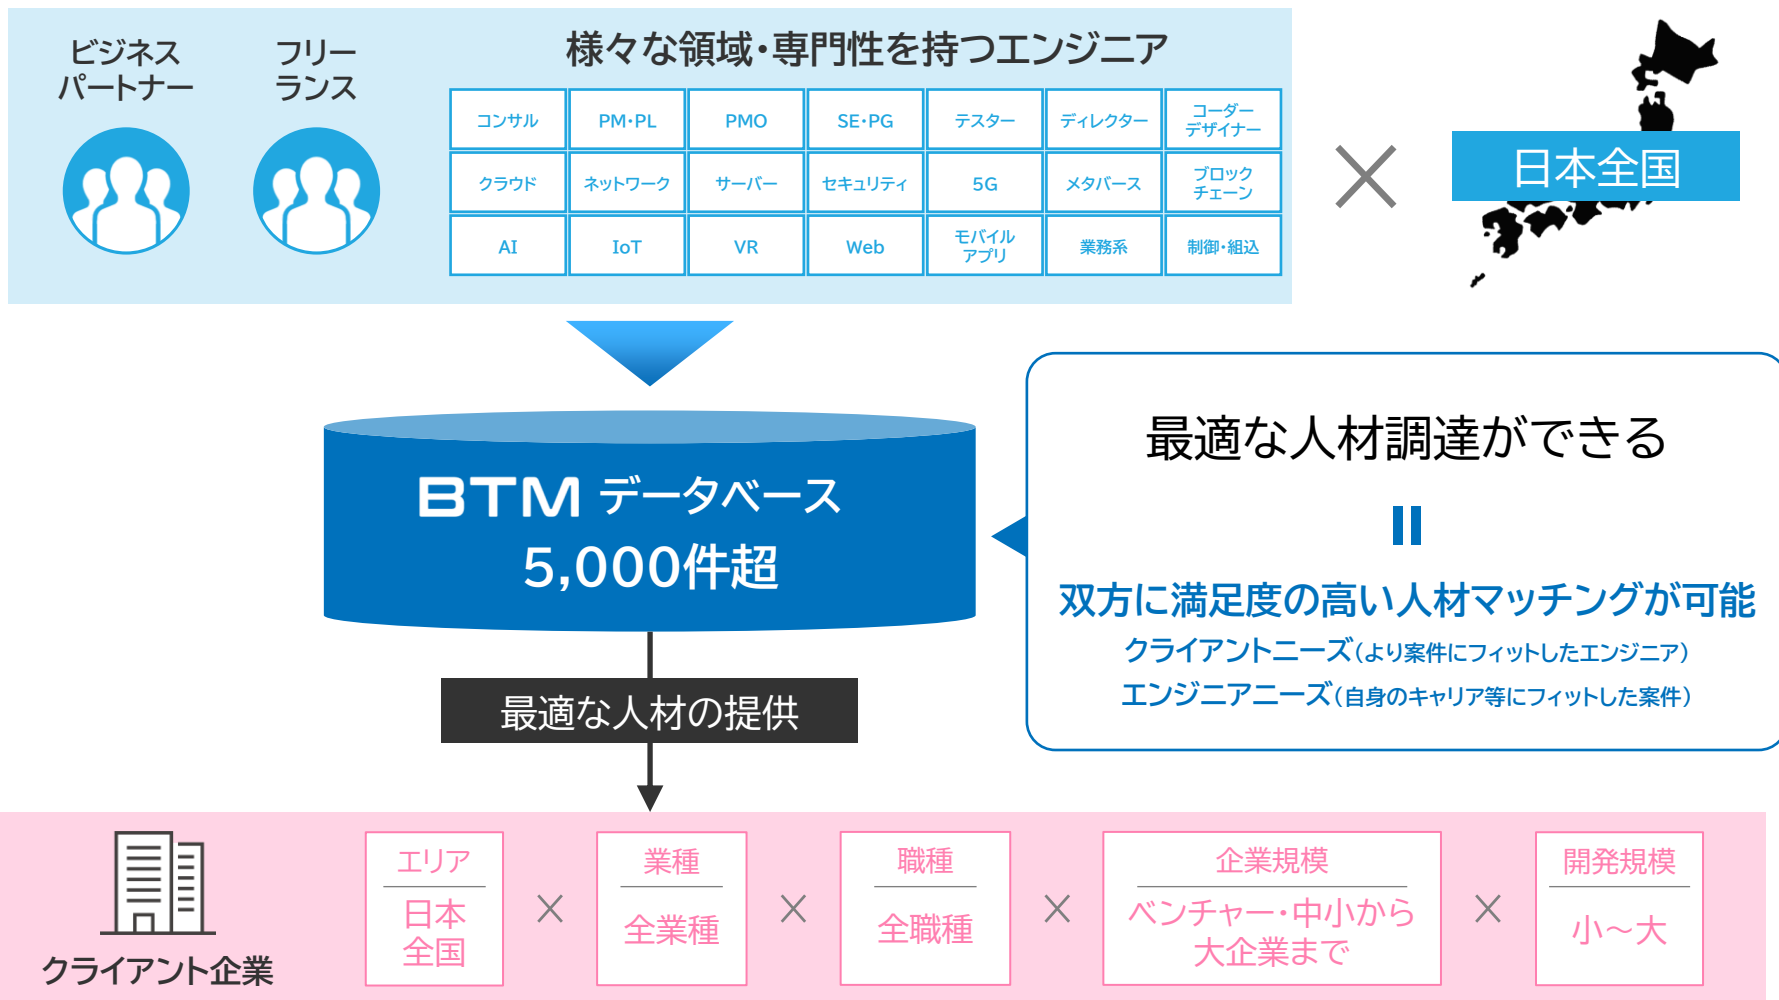 ビジネス
パートナー
フリー
ランス
様々な領域・専門性を持つエンジニア
コンサル
PM・PL
PMO
SE・PG
テスター
ディレクター
コーダー
デザイナー
クラウド
ネットワーク
サーバー
セキュリティ
5G
メタバース
ブロック
チェーン
AI
IoT
VR
Web
モバイル
アプリ
業務系
制御・組込
日本全国
BTM データベース
5,000件超
最適な人材調達ができる
双方に満足度の高い人材マッチングが可能
クライアントニーズ(より案件にフィットしたエンジニア)
エンジニアニーズ(自身のキャリア等にフィットした案件)
最適な人材の提供
クライアント企業
エリア
日本
全国
×
業種
全業種
×
職種
全職種
×
企業規模
ベンチャー・中小から
大企業まで
×
開発規模
小～大